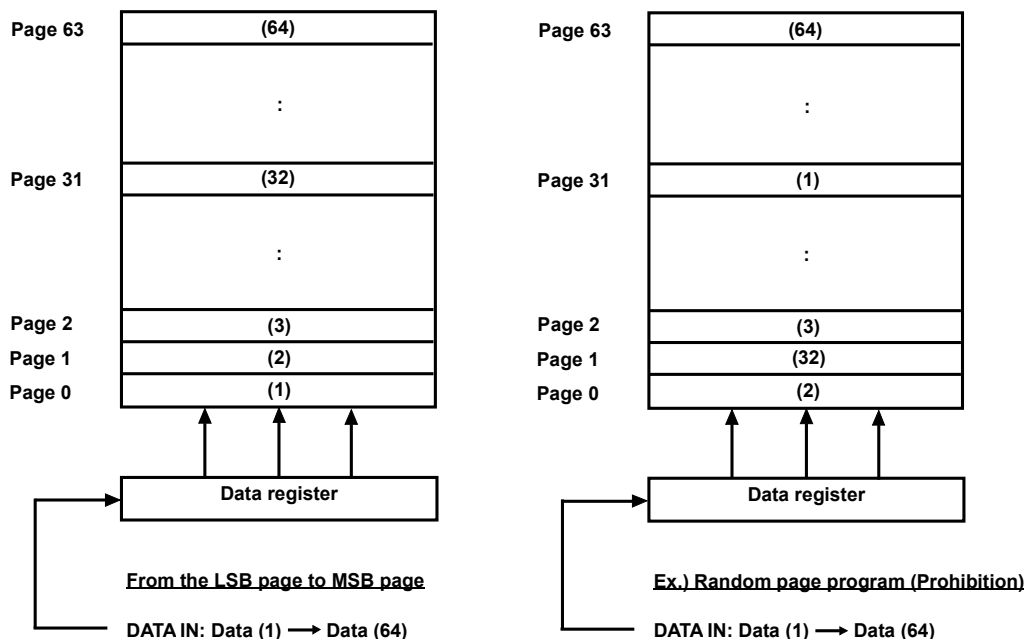 Page 63
(64)
:
Page 31
(32)
:
Page 2
(3)
Page 1
(2)
Page 0
(1)
Data register
From the LSB page to MSB page
DATA IN: Data (1) → Data (64)
Page 63
(64)
:
Page 31
(1)
:
Page 2
(3)
Page 1
(32)
Page 0
(2)
Data register
Ex.) Random page program (Prohibition)
DATA IN: Data (1) → Data (64)